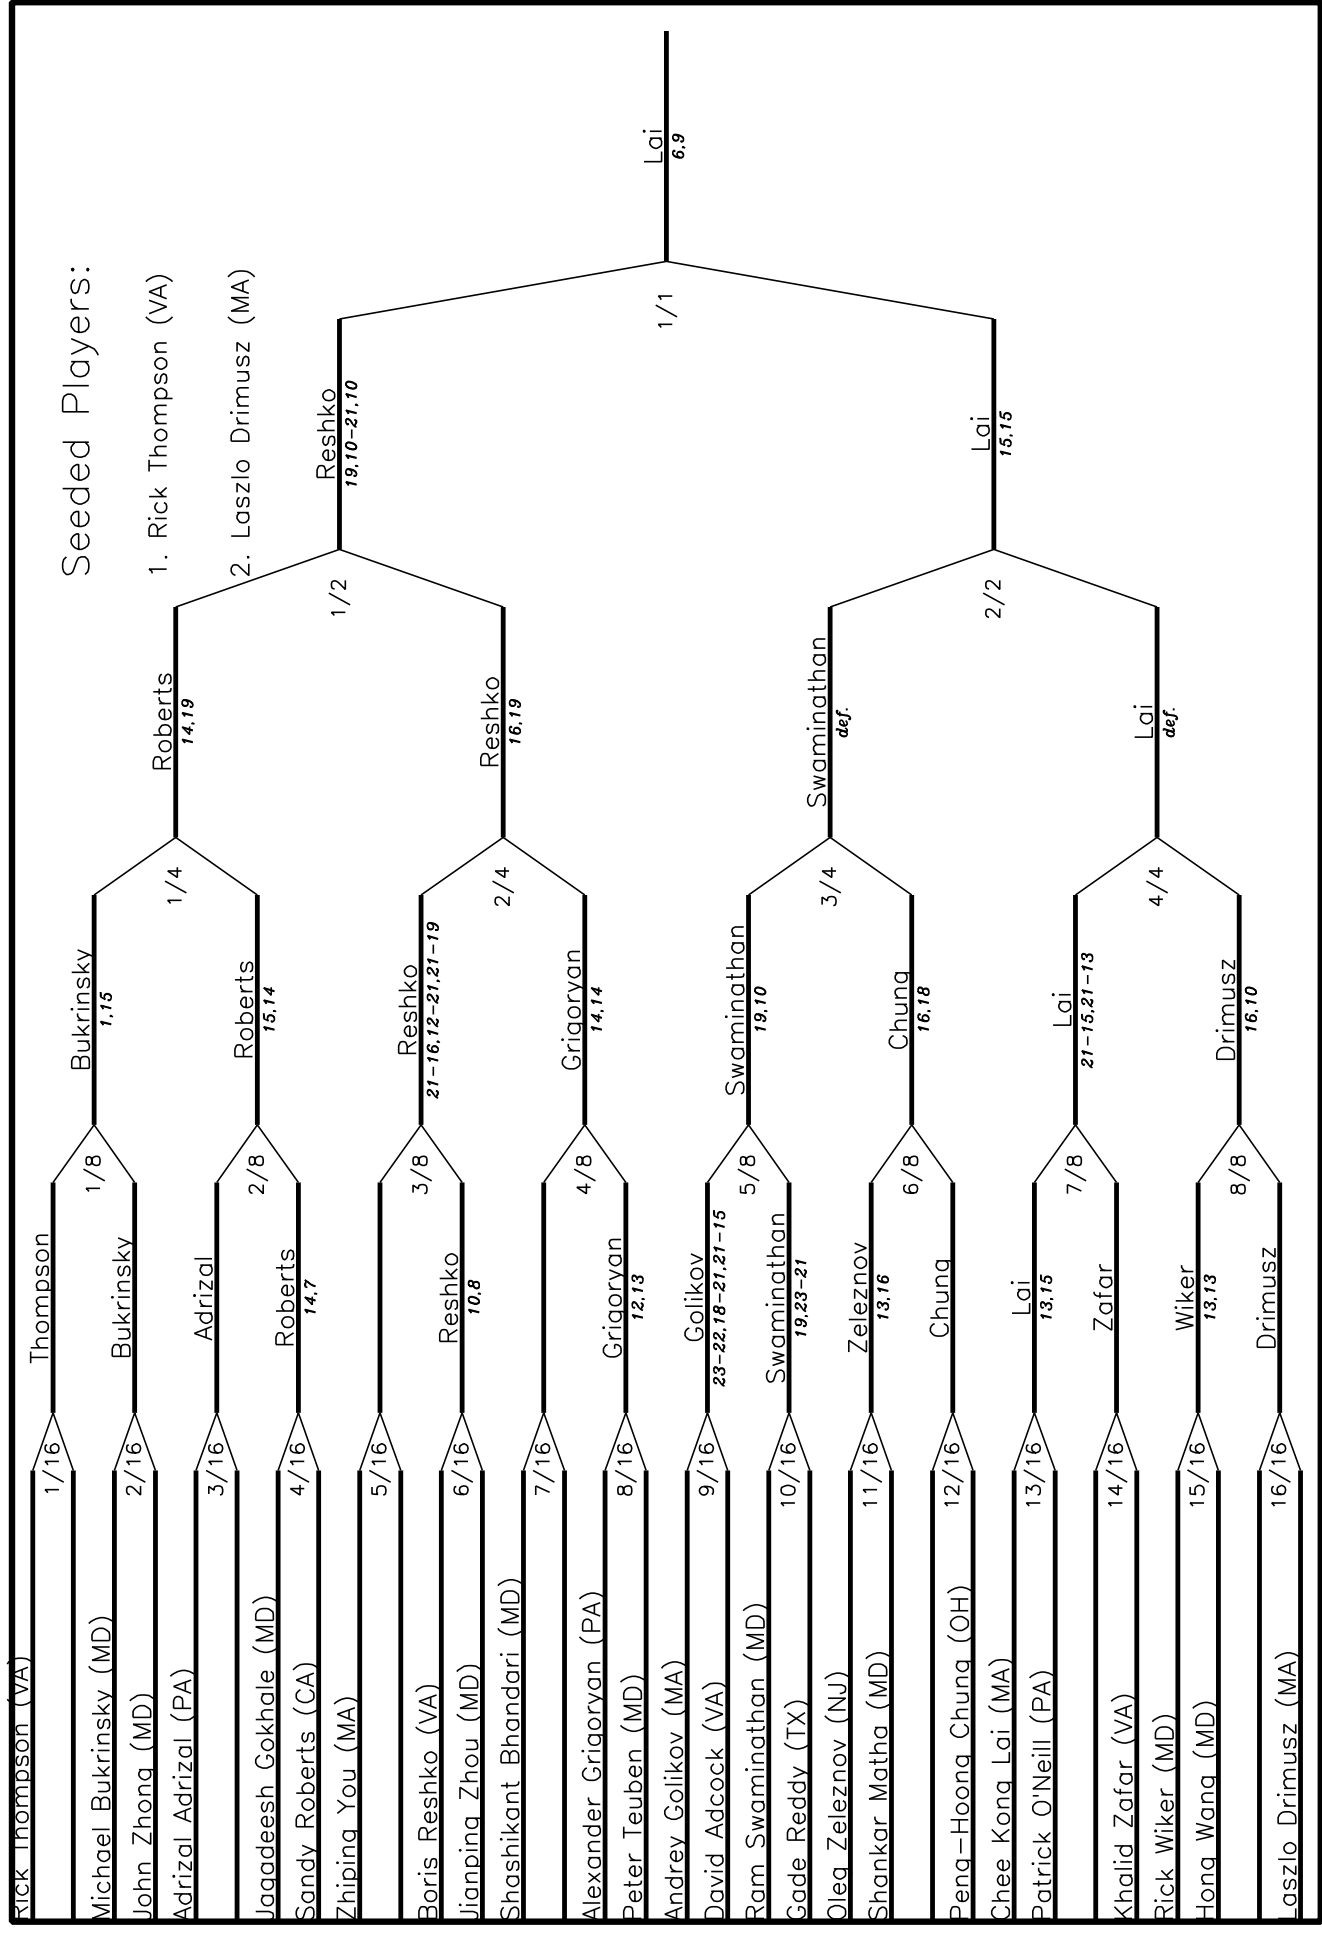 Seeded Players:
1. Rick Thompson (VA)
2. Laszlo Drimusz (MA)
Rick Thompson (VA)
Michael Bukrinsky (MD)
John Zhong (MD)
Adrizal Adrizal (PA)
Jagadeesh Gokhale (MD)
Sandy Roberts (CA)
Zhiping You (MA)
Boris Reshko (VA)
Jianping Zhou (MD)
Shashikant Bhandari (MD)
Alexander Grigoryan (PA)
Peter Teuben (MD)
Andrey Golikov (MA)
David Adcock (VA)
Ram Swaminathan (MD)
Gade Reddy (TX)
Oleg Zeleznov (NJ)
Shankar Matha (MD)
Peng-Hoong Chung (OH)
Chee Kong Lai (MA)
Patrick O'Neill (PA)
Khalid Zafar (VA)
Rick Wiker (MD)
Hong Wang (MD)
Laszlo Drimusz (MA)
1/16
2/16
3/16
4/16
5/16
6/16
7/16
8/16
9/16
10/16
11/16
12/16
13/16
14/16
15/16
16/16
Thompson
Bukrinsky
Adrizal
Roberts
14,7
Reshko
10,8
Grigoryan
12,13
Golikov
23-22,18-21,21-15
Swaminathan
19,23-21
Zeleznov
13,16
Chung
Lai
13,15
Zafar
Wiker
13,13
Drimusz
1/8
2/8
3/8
4/8
5/8
6/8
7/8
8/8
Bukrinsky
1,15
Roberts
15,14
Reshko
21-16,12-21,21-19
Grigoryan
14,14
Swaminathan
19,10
Chung
16,18
Lai
21-15,21-13
Drimusz
16,10
1/4
2/4
3/4
4/4
Roberts
14,19
Reshko
16,19
Swaminathan
def.
Lai
def.
1/2
2/2
Reshko
19,10-21,10
Lai
15,15
1/1
Lai
6,9